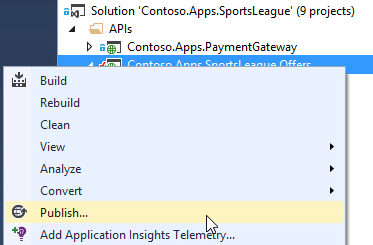 Solution 'Contoso.Apps.SportsLeague' (9 projects)
APIs
Contoso.Apps.PaymentGateway
Contoso.Apps.SportsLeague.Offers
Build
Rebuild
Clean
View
Analyze
Convert
Publish...
Add Application Insights Telemetry...